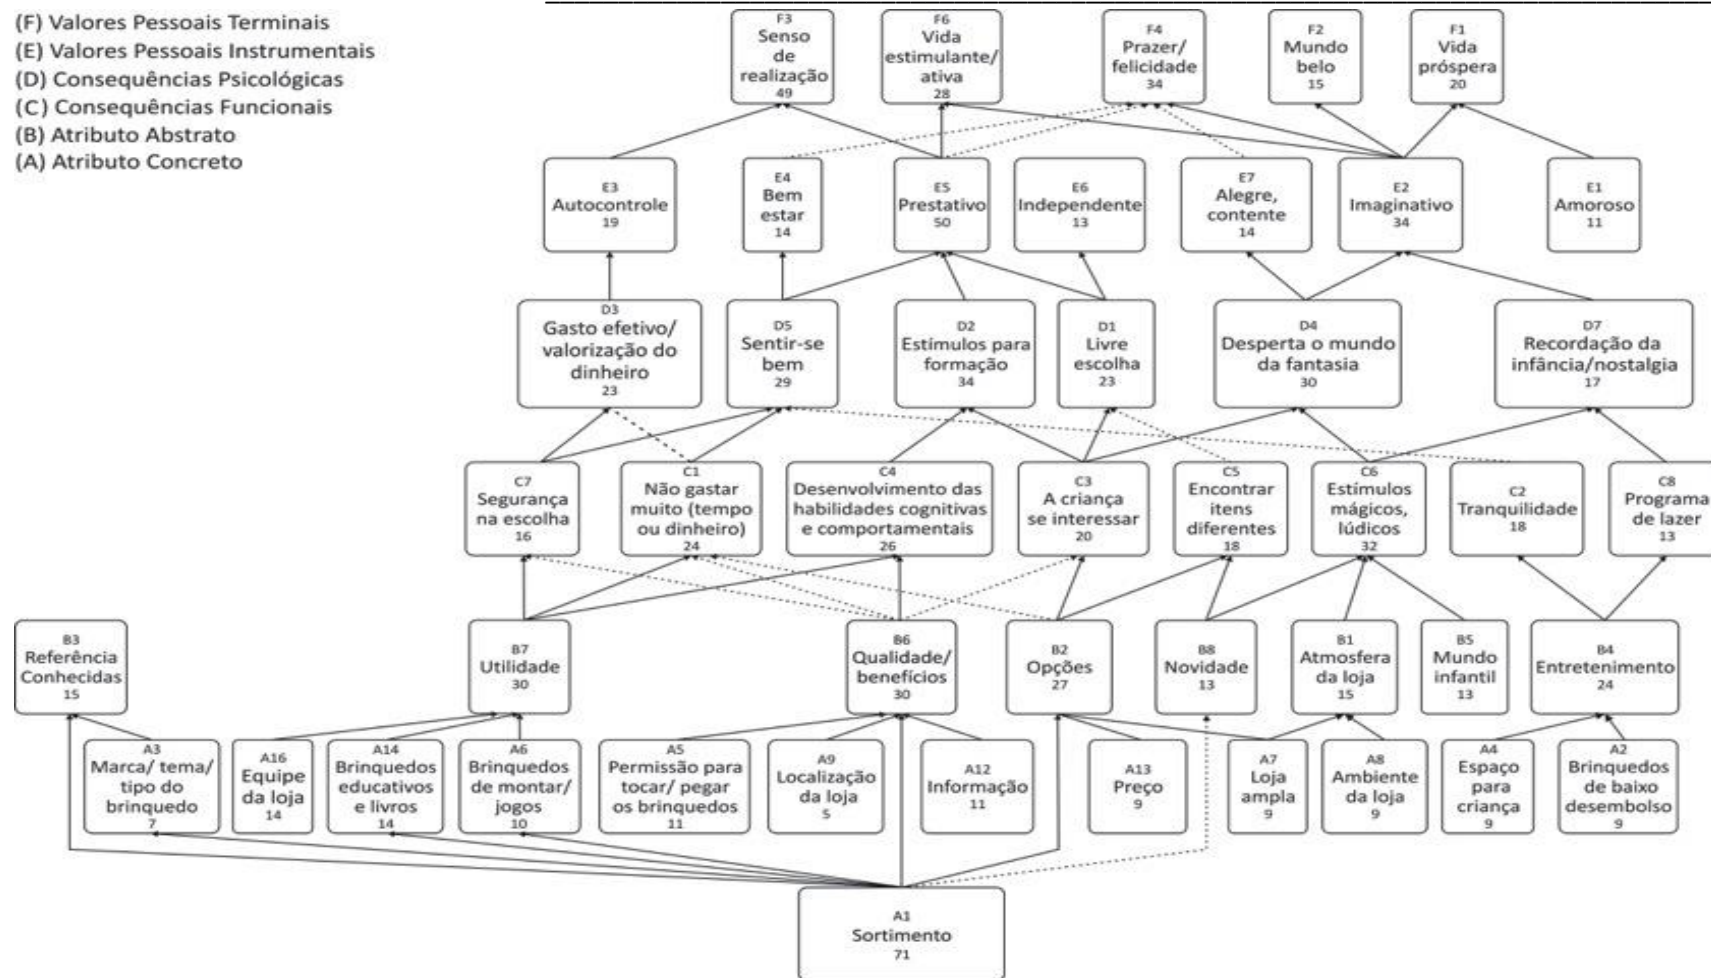 (F) Valores Pessoais Terminais
(E) Valores Pessoais Instrumentais
(D) Consequências Psicológicas
(C) Consequências Funcionais
(B) Atributo Abstrato
(A) Atributo Concreto
F3
Senso
de
realização
49
F6
Vida
estimulante/
ativa
28
F4
Prazer/
felicidade
34
F2
Mundo
belo
15
F1
Vida
próspera
20
E3
Autocontrole
19
E4
Bem
estar
14
E5
Prestativo
50
E6
Independente
13
E7
Alegre,
contente
14
E2
Imaginativo
34
E1
Amoroso
11
D3
Gasto efetivo/
valorização do
dinheiro
23
D5
Sentir-se
bem
29
D2
Estímulos para
formação
34
D1
Livre
escolha
23
D4
Desperta o mundo
da fantasia
30
D7
Recordação da
infância/nostalgia
17
C7
Segurança
na escolha
16
C1
Não gastar
muito (tempo
ou dinheiro)
24
C4
Desenvolvimento das
habilidades cognitivas
e comportamentais
26
C3
A criança
se interessar
20
C5
Encontrar
itens
diferentes
18
C6
Estímulos
mágicos,
lúdicos
32
C2
Tranquilidade
18
C8
Programa
de lazer
13
B3
Referência
Conhecidas
15
B7
Utilidade
30
B6
Qualidade/
benefícios
30
B2
Opções
27
B8
Novidade
13
B1
Atmosfera
da loja
15
B5
Mundo
infantil
13
B4
Entretenimento
24
A3
Marca/ tema/
tipo do
brinquedo
7
A16
Equipe
da loja
14
A14
Brinquedos
educativos
e livros
14
A6
Brinquedos
de montar/
jogos
10
A5
Permissão para
tocar/ pegar
os brinquedos
11
A9
Localização
da loja
5
A12
Informação
11
A13
Preço
9
A7
Loja
ampla
9
A8
Ambiente
da loja
9
A4
Espaço
para
criança
9
A2
Brinquedos
de baixo
desembolso
9
A1
Sortimento
71